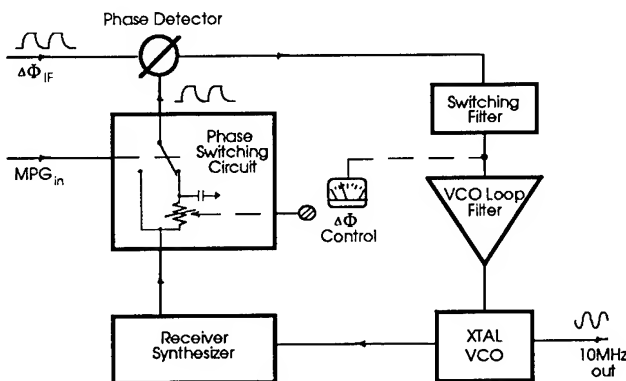 Phase Detector
ΔΦIF
Switching
Filter
Phase
Switching
Circuit
MPGin
ΔΦ
Control
VCO Loop
Filter
Receiver
Synthesizer
XTAL
VCO
10MHz
out